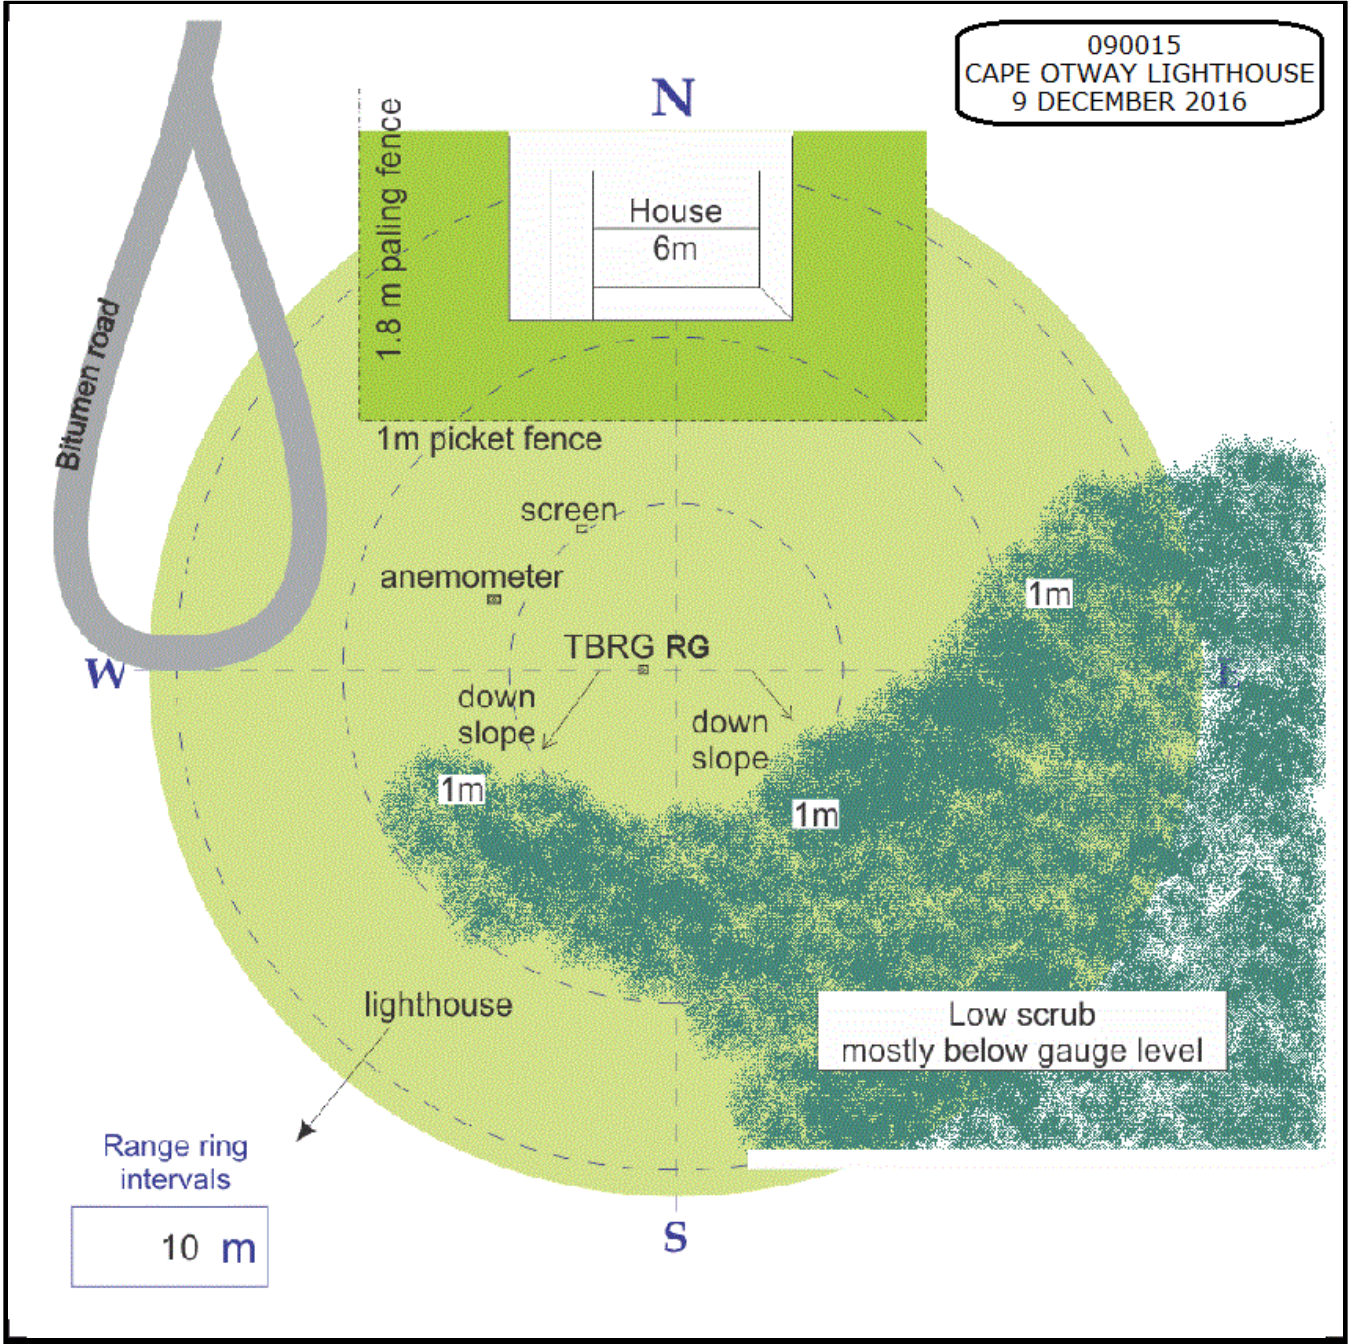 090015
CAPE OTWAY LIGHTHOUSE
9 DECEMBER 2016
N
1.8 m paling fence
House
6m
Bitumen road
1m picket fence
screen
anemometer
1m
TBRG RG
W
E
down
slope
down
slope
1m
1m
lighthouse
Low scrub
mostly below gauge level
Range ring
intervals
10 m
S